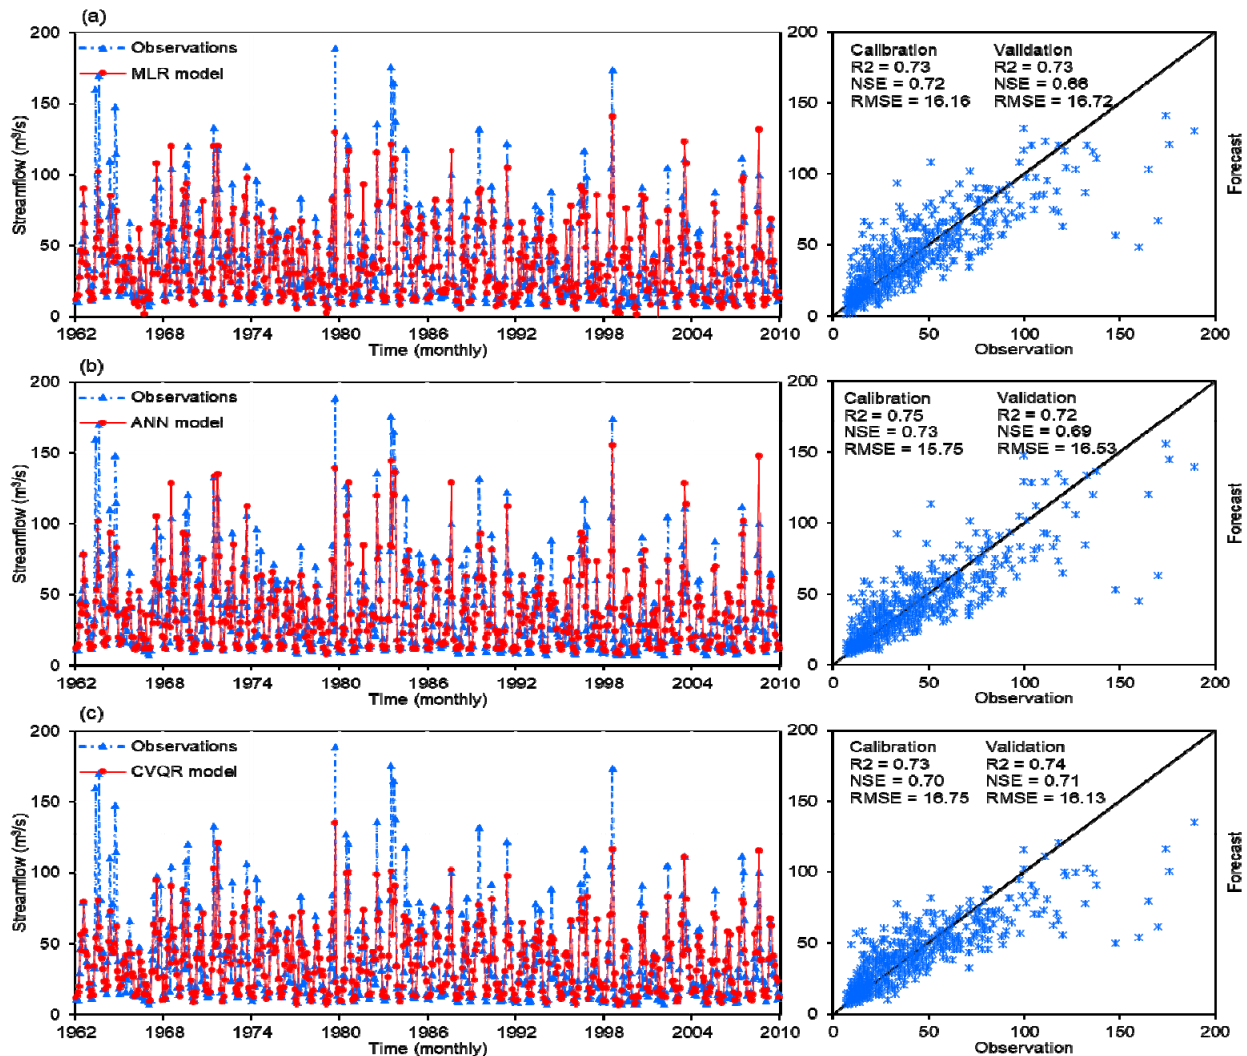 (a)
200
150
100
50
0
Streamflow (m³/s)
Observations
MLR model
1962 1968 1974 1980 1986 1992 1998 2004 2010
Time (monthly)
200
150
100
50
0
Calibration Validation
R2 = 0.73 R2 = 0.73
NSE = 0.72 NSE = 0.66
RMSE = 16.16 RMSE = 16.72
Forecast
0 50 100 150 200
Observation
(b)
200
150
100
50
0
Streamflow (m³/s)
Observations
ANN model
1962 1968 1974 1980 1986 1992 1998 2004 2010
Time (monthly)
200
150
100
50
0
Calibration Validation
R2 = 0.75 R2 = 0.72
NSE = 0.73 NSE = 0.69
RMSE = 15.75 RMSE = 16.53
Forecast
0 50 100 150 200
Observation
(c)
200
150
100
50
0
Streamflow (m³/s)
Observations
CVQR model
1962 1968 1974 1980 1986 1992 1998 2004 2010
Time (monthly)
200
150
100
50
0
Calibration Validation
R2 = 0.73 R2 = 0.74
NSE = 0.70 NSE = 0.71
RMSE = 16.75 RMSE = 16.13
Forecast
0 50 100 150 200
Observation